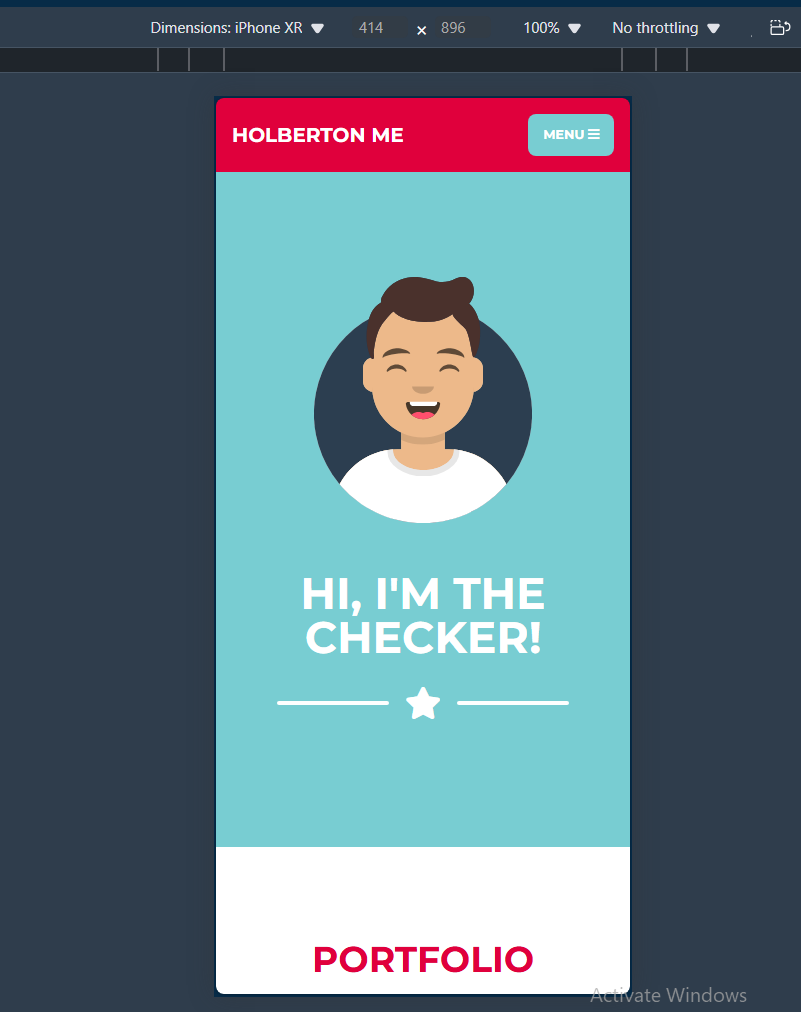 Dimensions: iPhone XR 414 × 896 100% No throttling
HOLBERTON ME
MENU
HI, I'M THE
CHECKER!
PORTFOLIO
Activate Windows